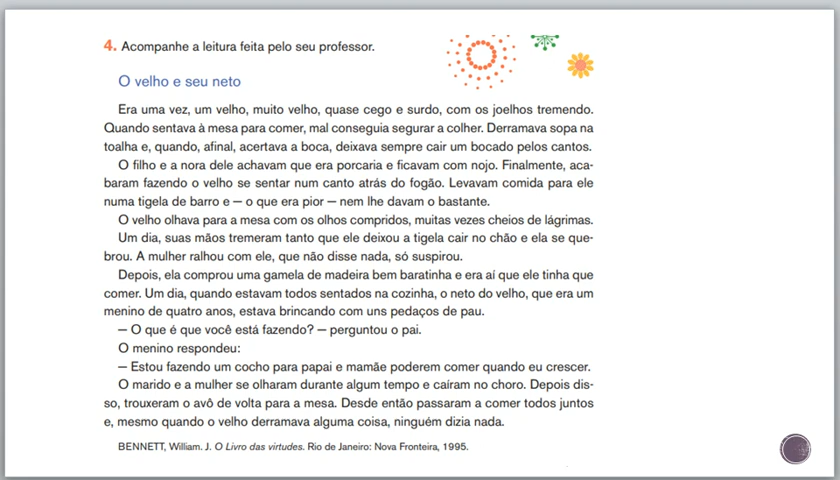 4. Acompanhe a leitura feita pelo seu professor.
O velho e seu neto
Era uma vez, um velho, muito velho, quase cego e surdo, com os joelhos tremendo.
Quando sentava à mesa para comer, mal conseguia segurar a colher. Derramava sopa na
toalha e, quando, afinal, acertava a boca, deixava sempre cair um bocado pelos cantos.
O filho e a nora dele achavam que era porcaria e ficavam com nojo. Finalmente, aca-
baram fazendo o velho se sentar num canto atrás do fogão. Levavam comida para ele
numa tigela de barro e — o que era pior — nem lhe davam o bastante.
O velho olhava para a mesa com os olhos compridos, muitas vezes cheios de lágrimas.
Um dia, suas mãos tremeram tanto que ele deixou a tigela cair no chão e ela se que-
brou. A mulher ralhou com ele, que não disse nada, só suspirou.
Depois, ela comprou uma gamela de madeira bem baratinha e era aí que ele tinha que
comer. Um dia, quando estavam todos sentados na cozinha, o neto do velho, que era um
menino de quatro anos, estava brincando com uns pedaços de pau.
— O que é que você está fazendo? — perguntou o pai.
O menino respondeu:
— Estou fazendo um cocho para papai e mamãe poderem comer quando eu crescer.
O marido e a mulher se olharam durante algum tempo e caíram no choro. Depois dis-
so, trouxeram o avô de volta para a mesa. Desde então passaram a comer todos juntos
e, mesmo quando o velho derramava alguma coisa, ninguém dizia nada.
BENNETT, William. J. O Livro das virtudes. Rio de Janeiro: Nova Fronteira, 1995.